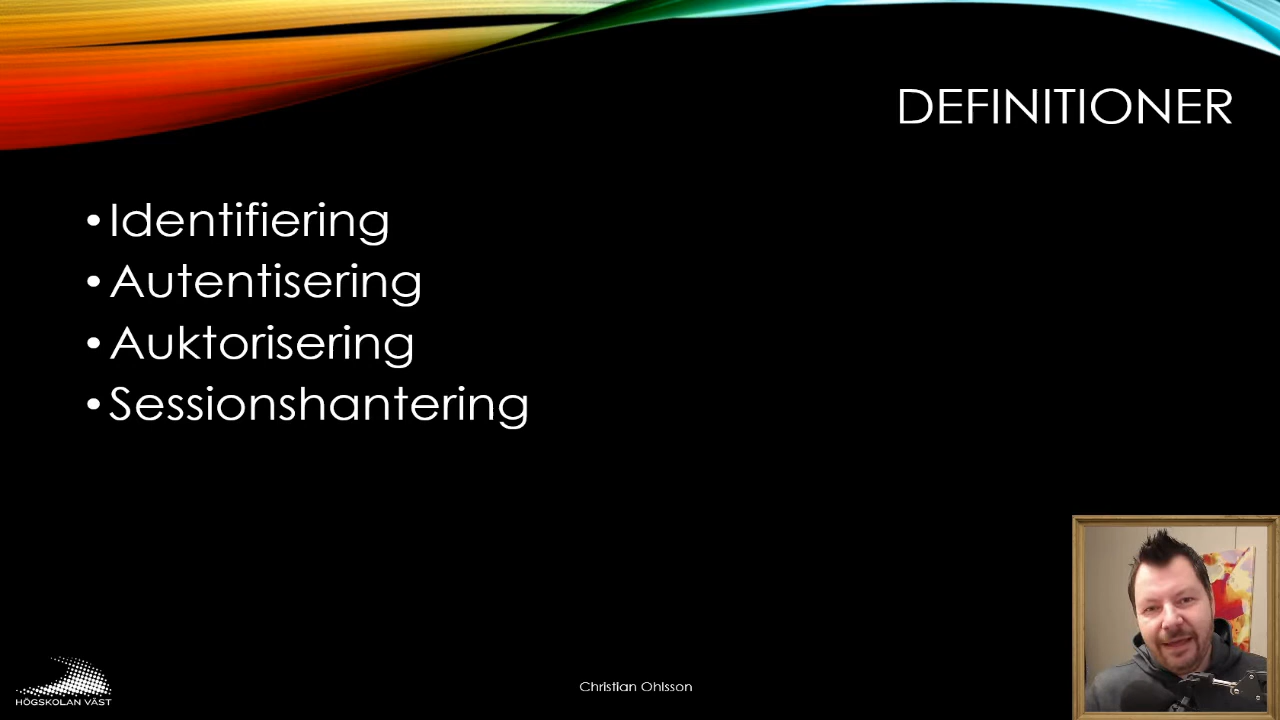 DEFINITIONER
• Identifiering
• Autentisering
• Auktorisering
• Sessionshantering
HÖGSKOLAN VÄST
Christian Ohlsson